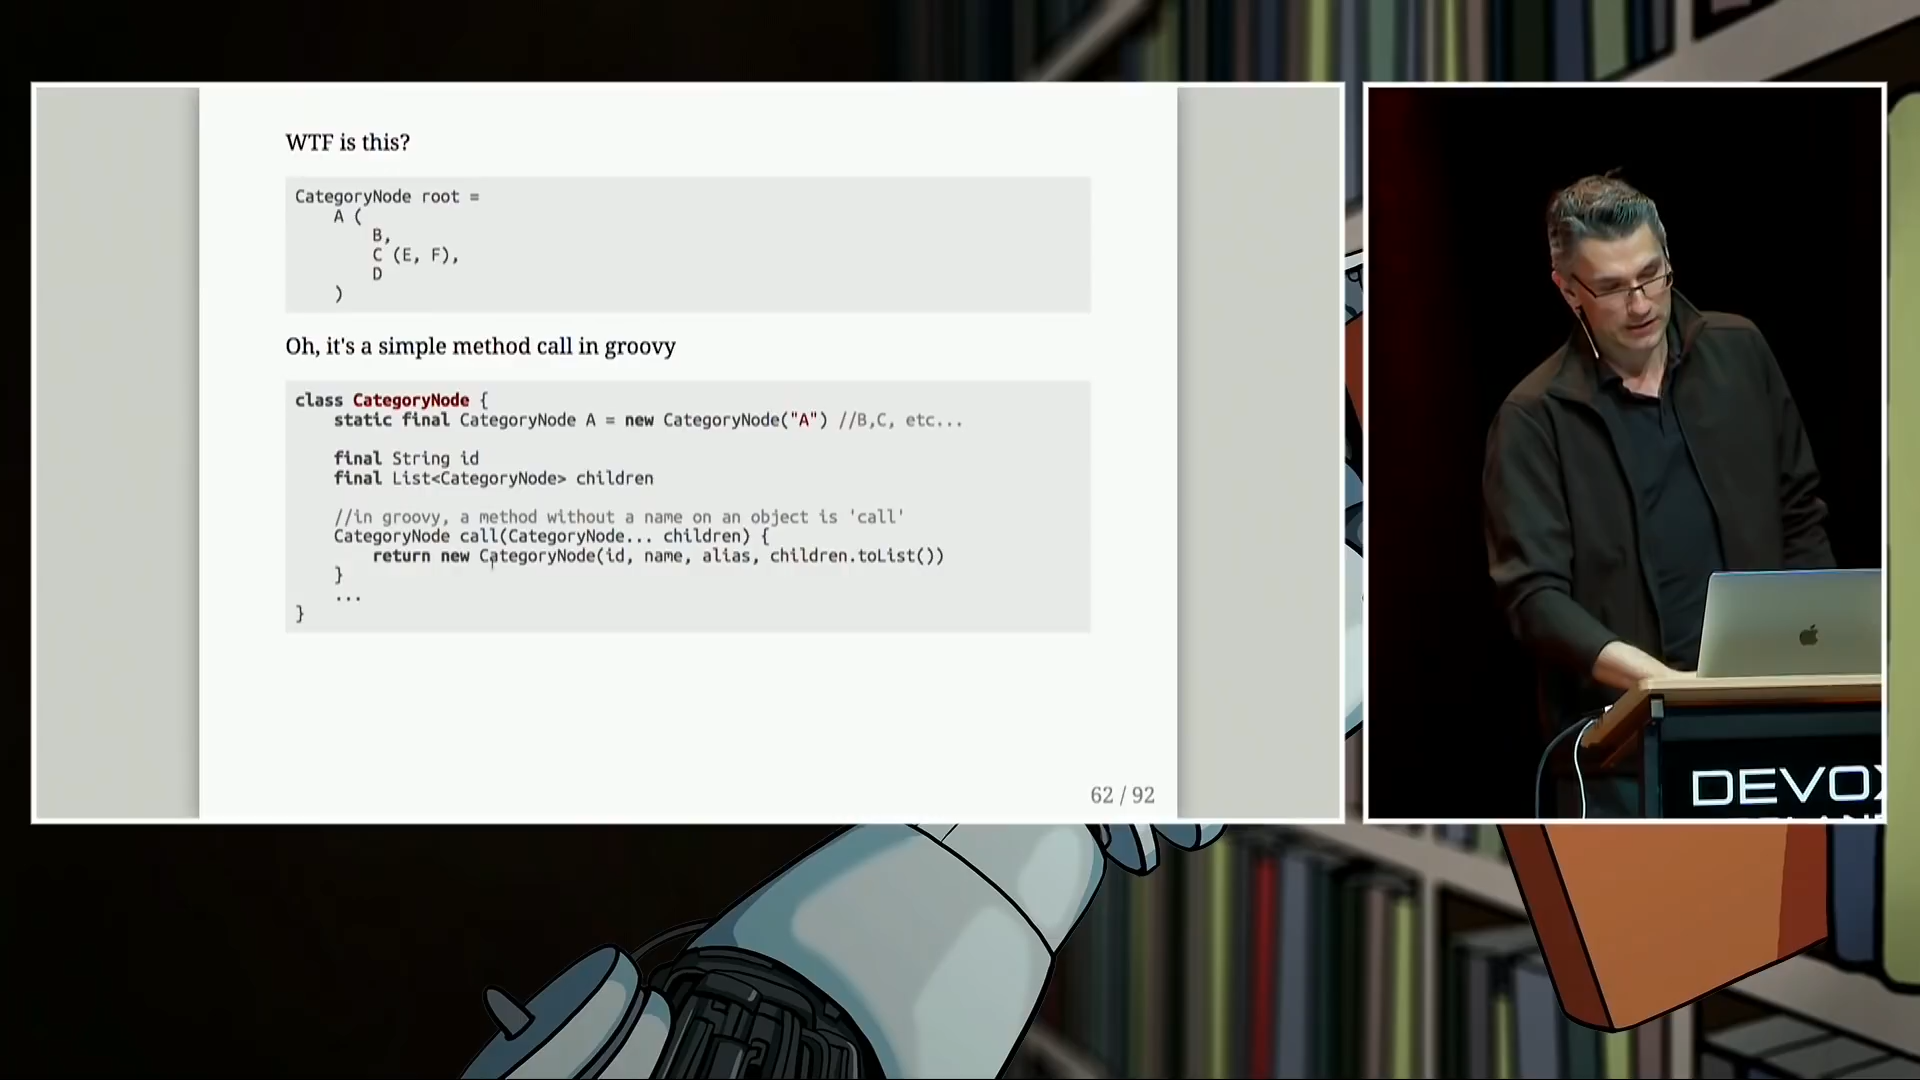 WTF is this?
CategoryNode root =
A (
B,
C (E, F),
D
)
Oh, it's a simple method call in groovy
class CategoryNode {
static final CategoryNode A = new CategoryNode("A") //B,C, etc...
final String id
final List<CategoryNode> children
//in groovy, a method without a name on an object is 'call'
CategoryNode call(CategoryNode... children) {
return new CategoryNode(id, name, alias, children.toList())
}
...
}
62 / 92
DEVOX